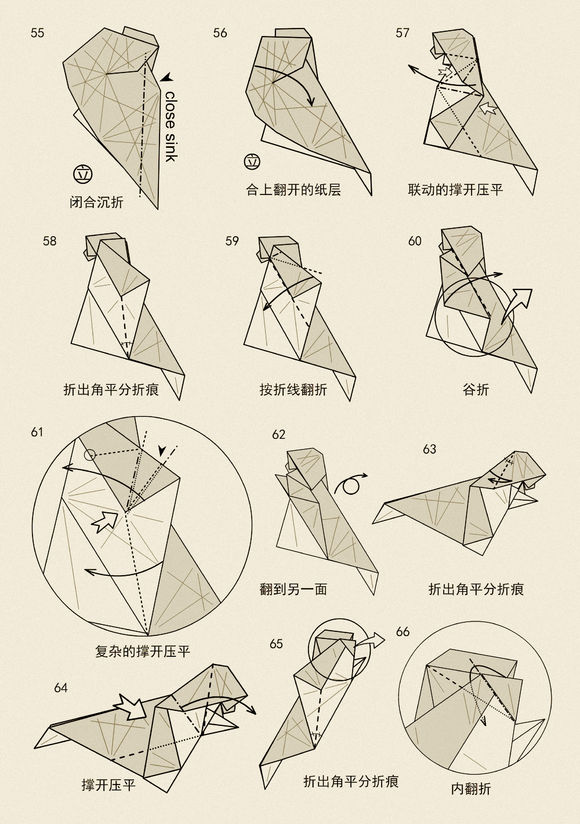 55
close sink
立
闭合沉折
56
立
合上翻开的纸层
57
联动的撑开压平
58
折出角平分折痕
59
按折线翻折
60
谷折
61
复杂的撑开压平
62
翻到另一面
63
折出角平分折痕
64
撑开压平
65
折出角平分折痕
66
内翻折